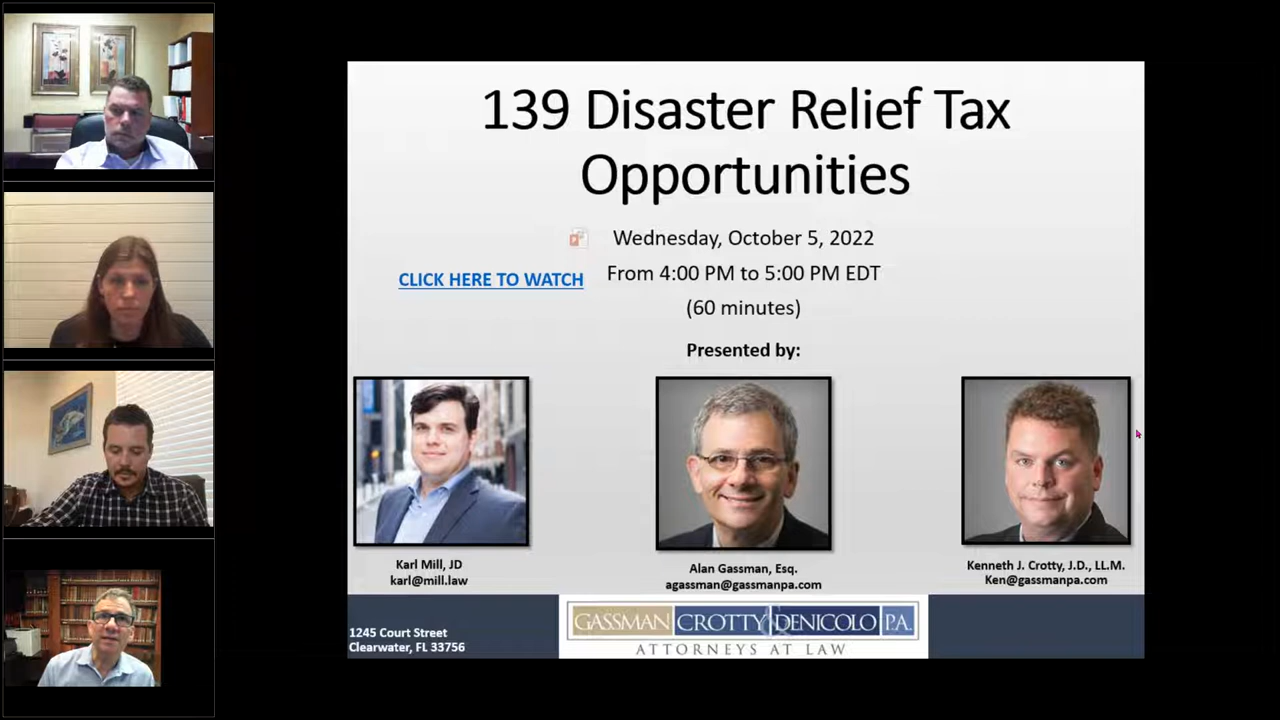 139 Disaster Relief Tax
Opportunities
Wednesday, October 5, 2022
CLICK HERE TO WATCH
From 4:00 PM to 5:00 PM EDT
(60 minutes)
Presented by:
Karl Mill, JD
karl@mill.law
Alan Gassman, Esq.
agassman@gassmanpa.com
Kenneth J. Crotty, J.D., LL.M.
Ken@gassmanpa.com
1245 Court Street
Clearwater, FL 33756
GASSMAN CROTTY & DENICOLO P.A.
ATTORNEYS AT LAW